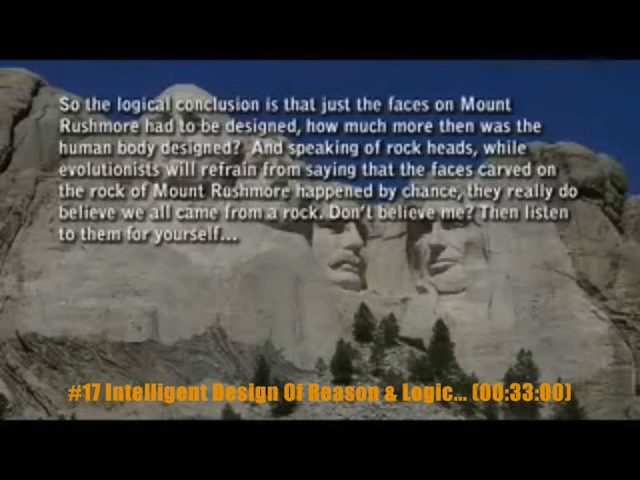 So the logical conclusion is that just the faces on Mount
Rushmore had to be designed, how much more then was the
human body designed? And speaking of rock heads, while
evolutionists will refrain from saying that the faces carved on
the rock of Mount Rushmore happened by chance, they really do
believe we all came from a rock. Don't believe me? Then listen
to them for yourself...
#17 Intelligent Design Of Reason & Logic... (00:33:00)